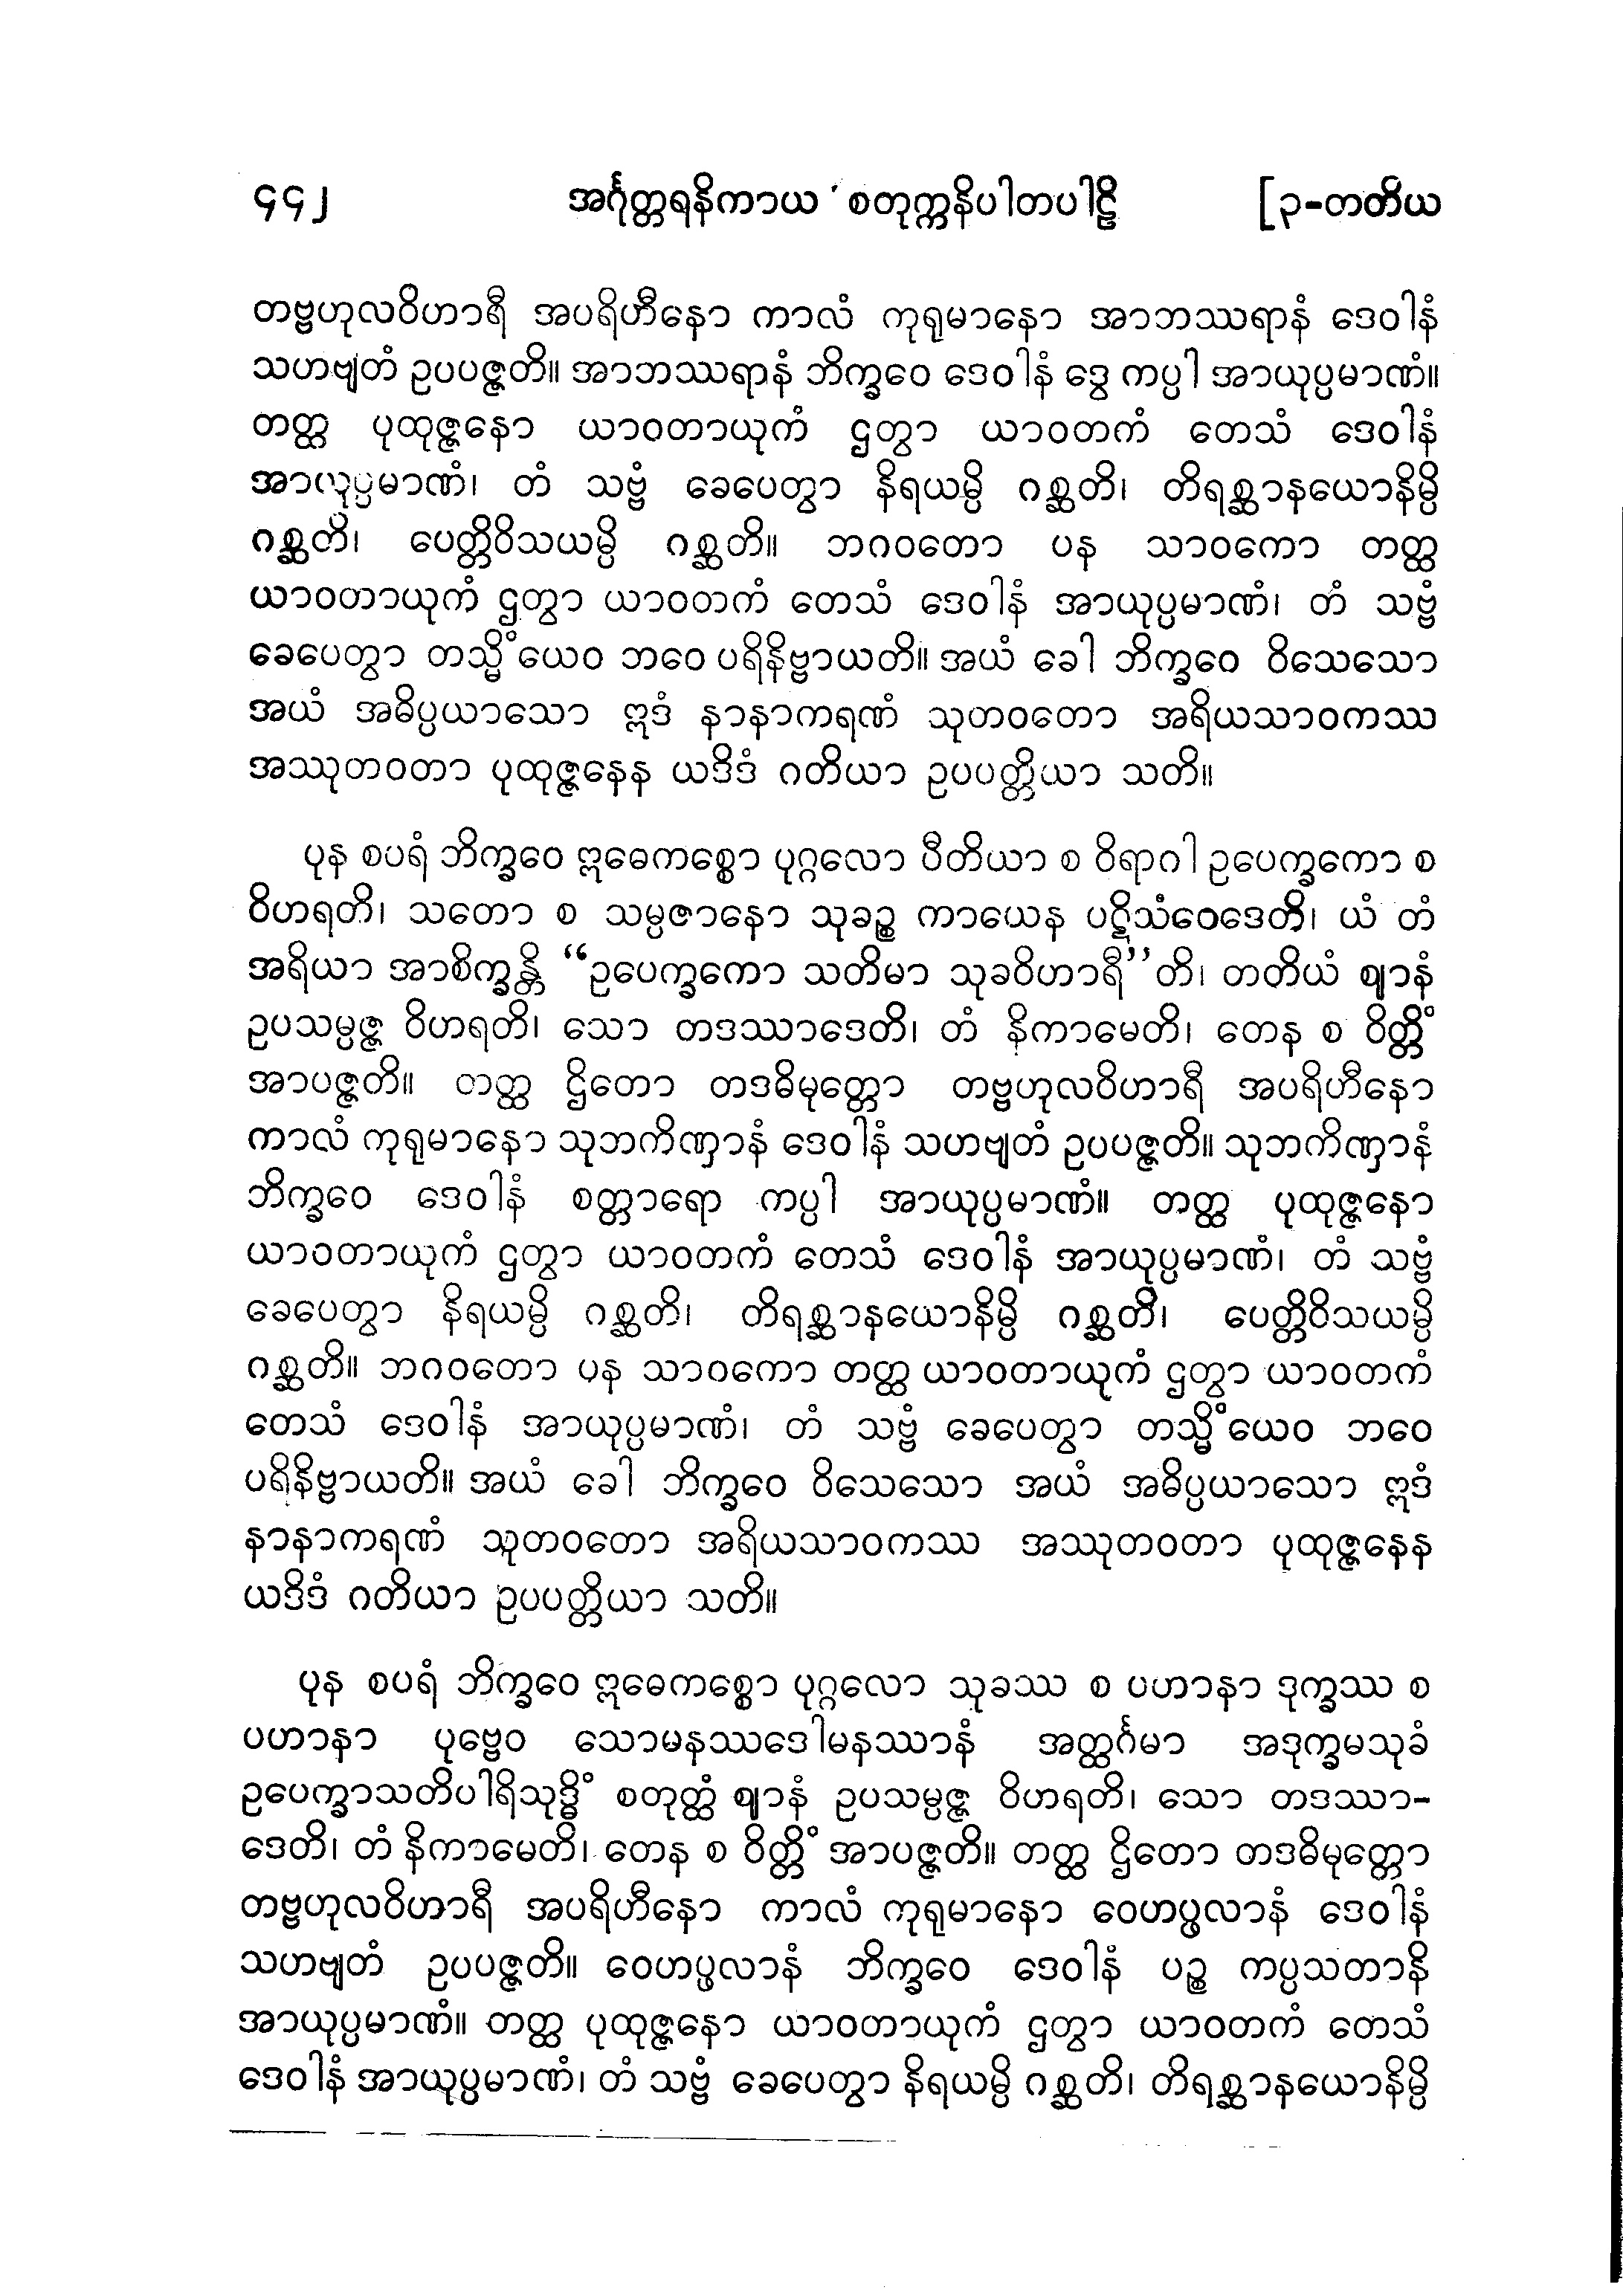 ၄၄၂ အင်္ဂုတ္တရနိကာယ စတုက္ကနိပါတပါဠိ [၃-တတိယ
တဗ္ဗဟုလဝိဟာရီ အပရိဟီနော ကာလံ ကုရုမာနော အာဘဿရာနံ ဒေဝါနံ
သဟဗျတံ ဥပပဇ္ဇတိ။ အာဘဿရာနံ ဘိက္ခဝေ ဒေဝါနံ ဒွေ ကပ္ပါ အာယုပ္ပမာဏံ။
တတ္ထ ပုထုဇ္ဇနော ယာဝတာယုကံ ဌတွာ ယာဝတကံ တေသံ ဒေဝါနံ
အာယုပ္ပမာဏံ၊ တံ သဗ္ဗံ ခေပေတွာ နိရယမ္ပိ ဂစ္ဆတိ၊ တိရစ္ဆာနယောနိမ္ပိ
ဂစ္ဆတိ၊ ပေတ္တိဝိသယမ္ပိ ဂစ္ဆတိ။ ဘဂဝတော ပန သာဝကော တတ္ထ
ယာဝတာယုကံ ဌတွာ ယာဝတကံ တေသံ ဒေဝါနံ အာယုပ္ပမာဏံ၊ တံ သဗ္ဗံ
ခေပေတွာ တသ္မိံယေဝ ဘဝေ ပရိနိဗ္ဗာယတိ။ အယံ ခေါ ဘိက္ခဝေ ဝိသေသော
အယံ အဓိပ္ပယာသော ဣဒံ နာနာကရဏံ သုတဝတော အရိယသာဝကဿ
အဿုတဝတာ ပုထုဇ္ဇနေန ယဒိဒံ ဂတိယာ ဥပပတ္တိယာ သတိ။
ပုန စပရံ ဘိက္ခဝေ ဣဓေကစ္စော ပုဂ္ဂလော ပီတိယာ စ ဝိရာဂါ ဥပေက္ခကော စ
ဝိဟရတိ၊ သတော စ သမ္ပဇာနော သုခဉ္စ ကာယေန ပဋိသံဝေဒေတိ၊ ယံ တံ
အရိယာ အာစိက္ခန္တိ “ဥပေက္ခကော သတိမာ သုခဝိဟာရီ”တိ၊ တတိယံ ဈာနံ
ဥပသမ္ပဇ္ဇ ဝိဟရတိ၊ သော တဒဿာဒေတိ၊ တံ နိကာမေတိ၊ တေန စ ဝိတ္တိံ
အာပဇ္ဇတိ။ တတ္ထ ဌိတော တဒဓိမုတ္တော တဗ္ဗဟုလဝိဟာရီ အပရိဟီနော
ကာလံ ကုရုမာနော သုဘကိဏှာနံ ဒေဝါနံ သဟဗျတံ ဥပပဇ္ဇတိ။ သုဘကိဏှာနံ
ဘိက္ခဝေ ဒေဝါနံ စတ္တာရော ကပ္ပါ အာယုပ္ပမာဏံ။ တတ္ထ ပုထုဇ္ဇနော
ယာဝတာယုကံ ဌတွာ ယာဝတကံ တေသံ ဒေဝါနံ အာယုပ္ပမာဏံ၊ တံ သဗ္ဗံ
ခေပေတွာ နိရယမ္ပိ ဂစ္ဆတိ၊ တိရစ္ဆာနယောနိမ္ပိ ဂစ္ဆတိ၊ ပေတ္တိဝိသယမ္ပိ
ဂစ္ဆတိ။ ဘဂဝတော ပန သာဝကော တတ္ထ ယာဝတာယုကံ ဌတွာ ယာဝတကံ
တေသံ ဒေဝါနံ အာယုပ္ပမာဏံ၊ တံ သဗ္ဗံ ခေပေတွာ တသ္မိံယေဝ ဘဝေ
ပရိနိဗ္ဗာယတိ။ အယံ ခေါ ဘိက္ခဝေ ဝိသေသော အယံ အဓိပ္ပယာသော ဣဒံ
နာနာကရဏံ သုတဝတော အရိယသာဝကဿ အဿုတဝတာ ပုထုဇ္ဇနေန
ယဒိဒံ ဂတိယာ ဥပပတ္တိယာ သတိ။
ပုန စပရံ ဘိက္ခဝေ ဣဓေကစ္စော ပုဂ္ဂလော သုခဿ စ ပဟာနာ ဒုက္ခဿ စ
ပဟာနာ ပုဗ္ဗေဝ သောမနဿဒေါမနဿာနံ အတ္ထင်္ဂမာ အဒုက္ခမသုခံ
ဥပေက္ခာသတိပါရိသုဒ္ဓိံ စတုတ္ထံ ဈာနံ ဥပသမ္ပဇ္ဇ ဝိဟရတိ၊ သော တဒဿာ-
ဒေတိ၊ တံ နိကာမေတိ၊ တေန စ ဝိတ္တိံ အာပဇ္ဇတိ။ တတ္ထ ဌိတော တဒဓိမုတ္တော
တဗ္ဗဟုလဝိဟာရီ အပရိဟီနော ကာလံ ကုရုမာနော ဝေဟပ္ဖလာနံ ဒေဝါနံ
သဟဗျတံ ဥပပဇ္ဇတိ။ ဝေဟပ္ဖလာနံ ဘိက္ခဝေ ဒေဝါနံ ပဉ္စ ကပ္ပသတာနိ
အာယုပ္ပမာဏံ။ တတ္ထ ပုထုဇ္ဇနော ယာဝတာယုကံ ဌတွာ ယာဝတကံ တေသံ
ဒေဝါနံ အာယုပ္ပမာဏံ၊ တံ သဗ္ဗံ ခေပေတွာ နိရယမ္ပိ ဂစ္ဆတိ၊ တိရစ္ဆာနယောနိမ္ပိ